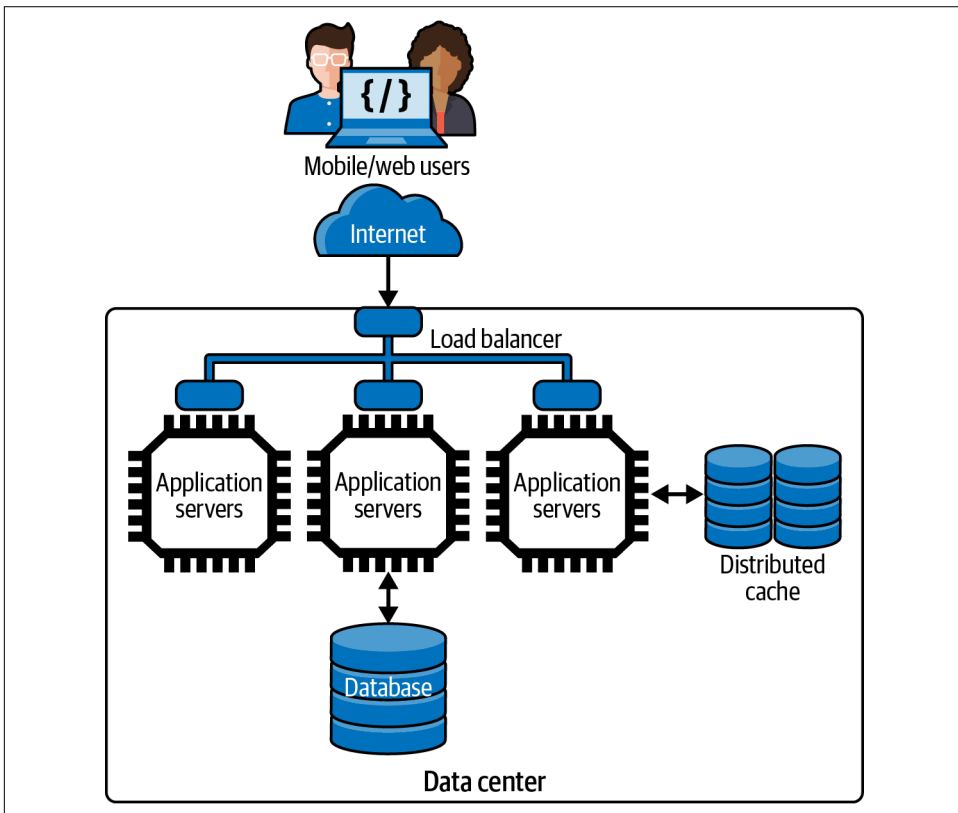 {/}
Mobile/web users
Internet
Load balancer
Application
servers
Application
servers
Application
servers
Distributed
cache
Database
Data center